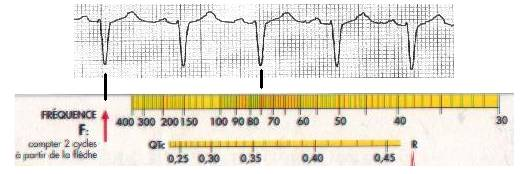 FRÉQUENCE
F:
compter 2 cycles
à partir de la flèche
400 300 200 150 100 90 80 70 60 50 40 30
QTc
R
0,25 0,30 0,35 0,40 0,45